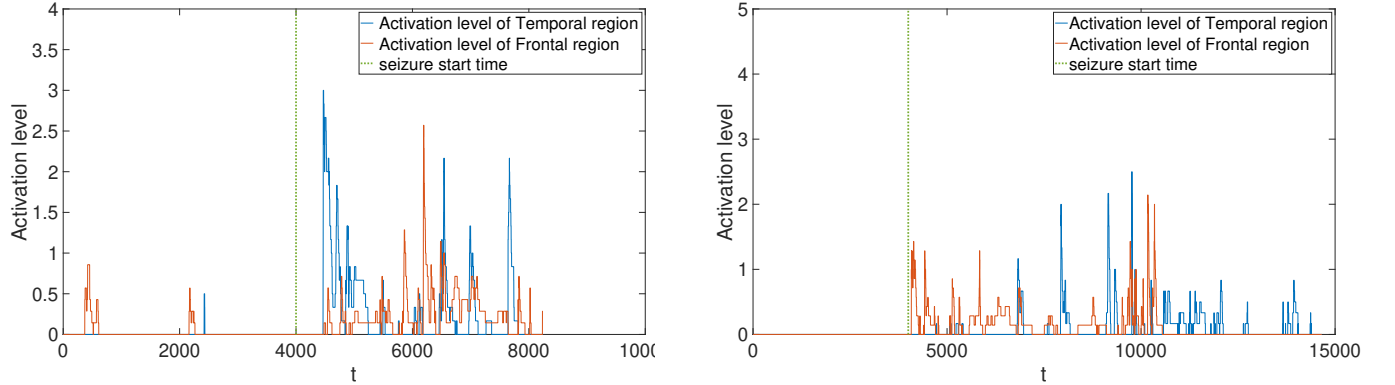 4
3.5
3
2.5
2
1.5
1
0.5
0
Activation level
0 2000 4000 6000 8000 1000
t
Activation level of Temporal region
Activation level of Frontal region
seizure start time
5
4
3
2
1
0
Activation level
0 5000 10000 15000
t
Activation level of Temporal region
Activation level of Frontal region
seizure start time